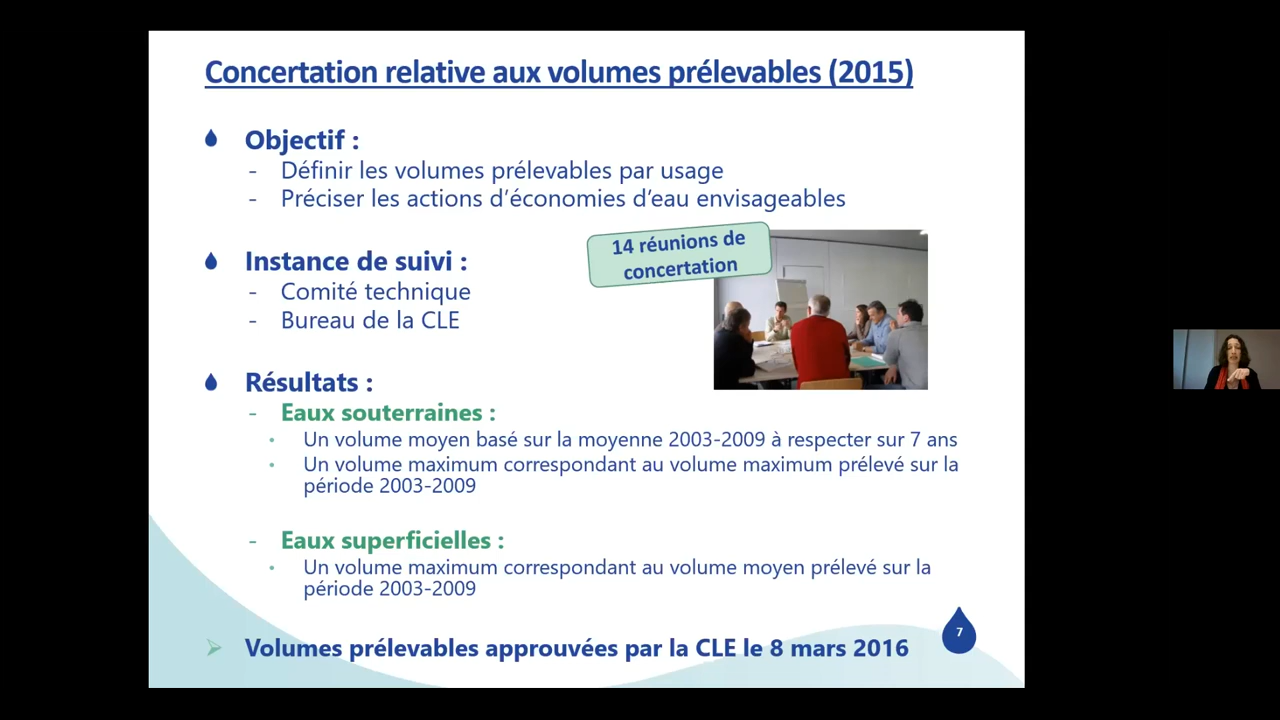 Concertation relative aux volumes prélevables (2015)
Objectif :
- Définir les volumes prélevables par usage
- Préciser les actions d'économies d'eau envisageables
14 réunions de
concertation
Instance de suivi :
- Comité technique
- Bureau de la CLE
Résultats :
- Eaux souterraines :
• Un volume moyen basé sur la moyenne 2003-2009 à respecter sur 7 ans
• Un volume maximum correspondant au volume maximum prélevé sur la
période 2003-2009
- Eaux superficielles :
• Un volume maximum correspondant au volume moyen prélevé sur la
période 2003-2009
Volumes prélevables approuvées par la CLE le 8 mars 2016
7